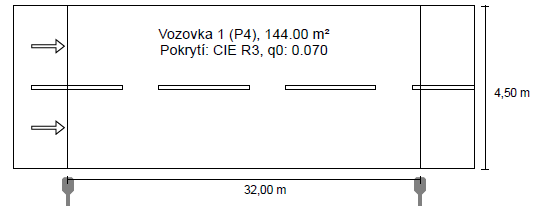 Vozovka 1 (P4), 144.00 m²
Pokrytí: CIE R3, q0: 0.070
4,50 m
32,00 m